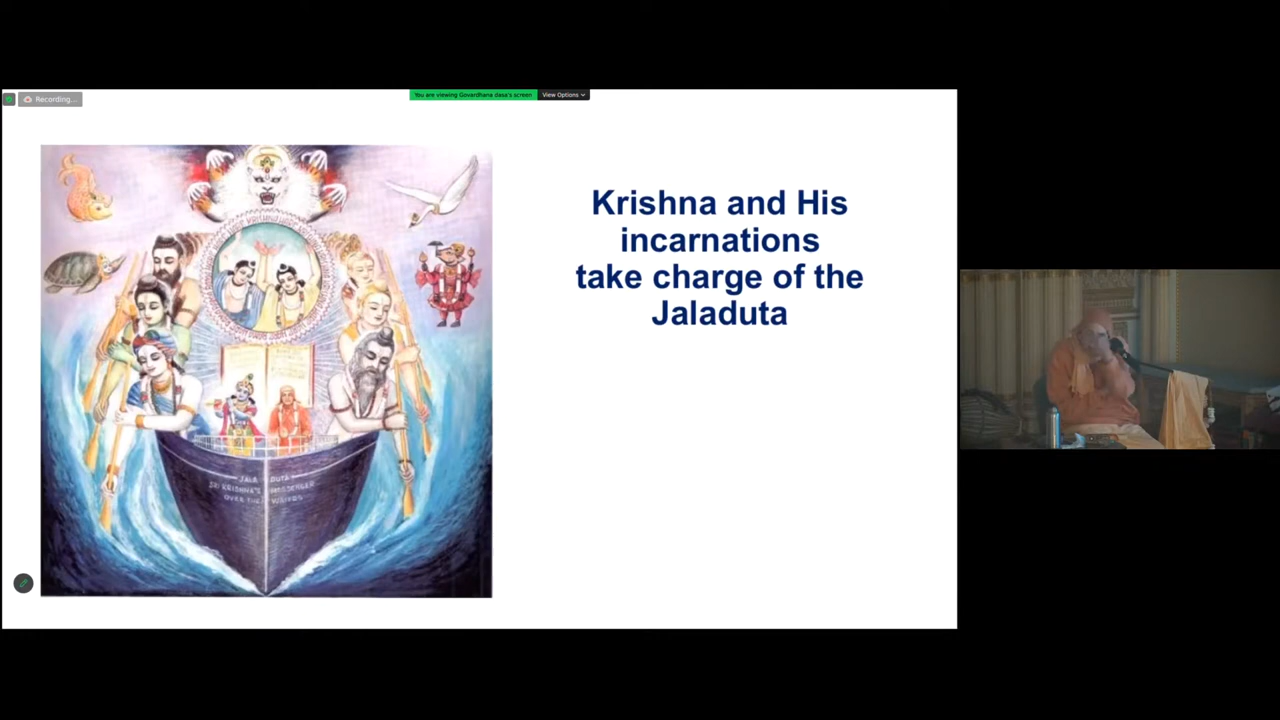 Recording...
You are viewing Govardhana dasa's screen
View Options
Krishna and His
incarnations
take charge of the
Jaladuta
JALA DUTA
SRI KRISHNA'S MESSENGER
OVER THE